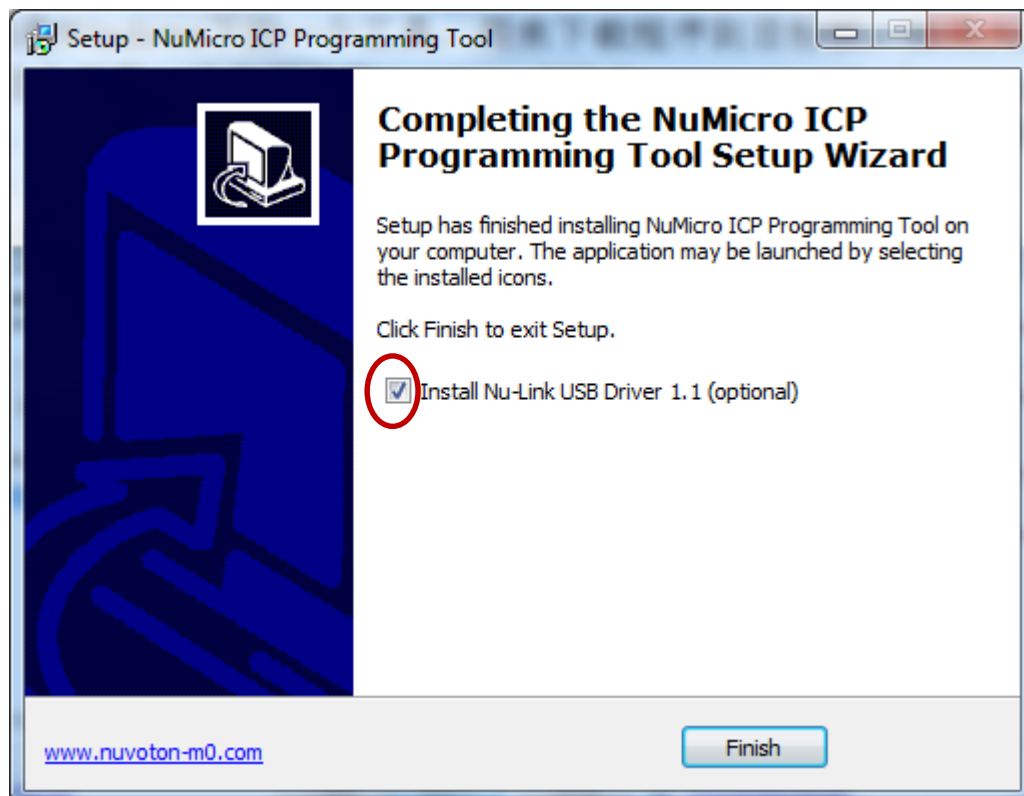 Setup - NuMicro ICP Programming Tool
Completing the NuMicro ICP
Programming Tool Setup Wizard
Setup has finished installing NuMicro ICP Programming Tool on
your computer. The application may be launched by selecting
the installed icons.
Click Finish to exit Setup.
Install Nu-Link USB Driver 1.1 (optional)
www.nuvoton-m0.com
Finish